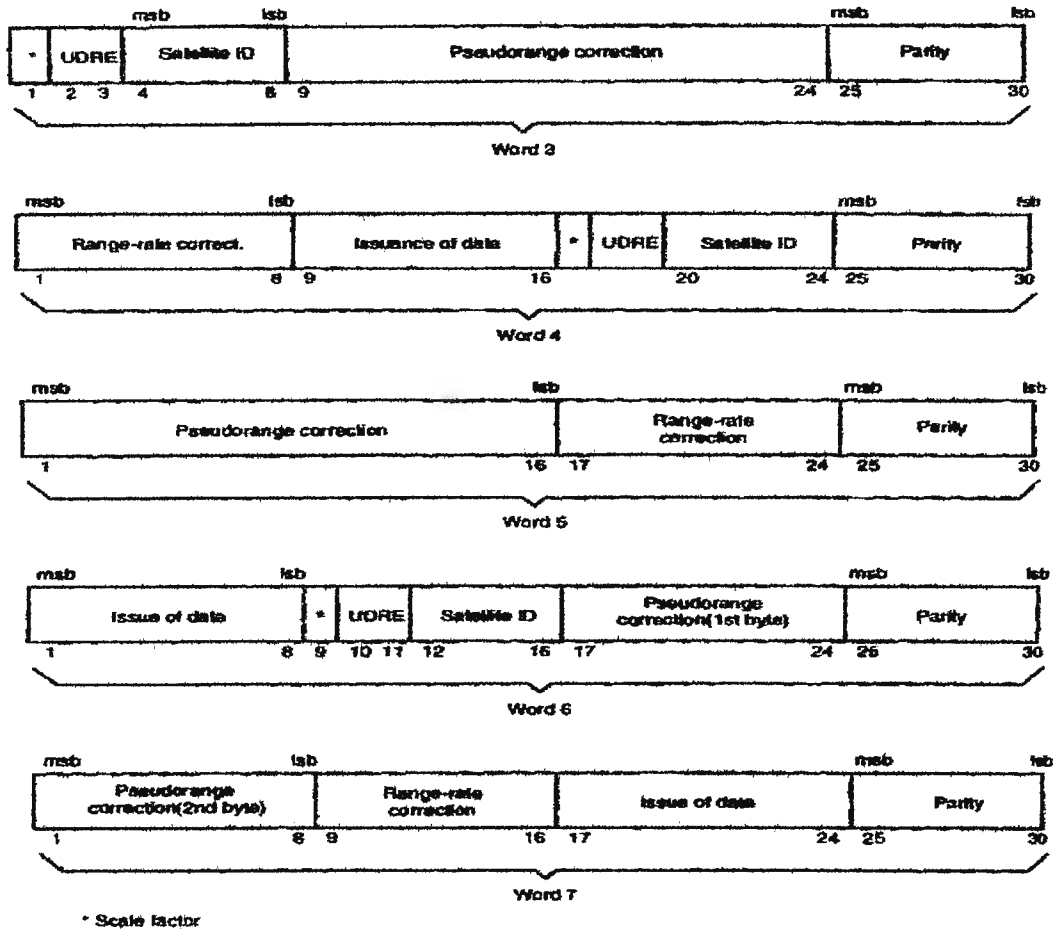 msb lsb msb lsb
* UDRE Satellite ID Pseudorange correction Parity
1 2 3 4 8 9 24 25 30
Word 3
msb lsb msb lsb
Range-rate correct. Issuance of data * UDRE Satellite ID Parity
1 8 9 16 20 24 25 30
Word 4
msb lsb msb lsb
Pseudorange correction Range-rate correction Parity
1 16 17 24 25 30
Word 5
msb lsb msb lsb
Issue of data * UDRE Satellite ID Pseudorange correction(1st byte) Parity
1 8 9 10 11 12 16 17 24 25 30
Word 6
msb lsb msb lsb
Pseudorange correction(2nd byte) Range-rate correction Issue of data Parity
1 8 9 16 17 24 25 30
Word 7
* Scale factor